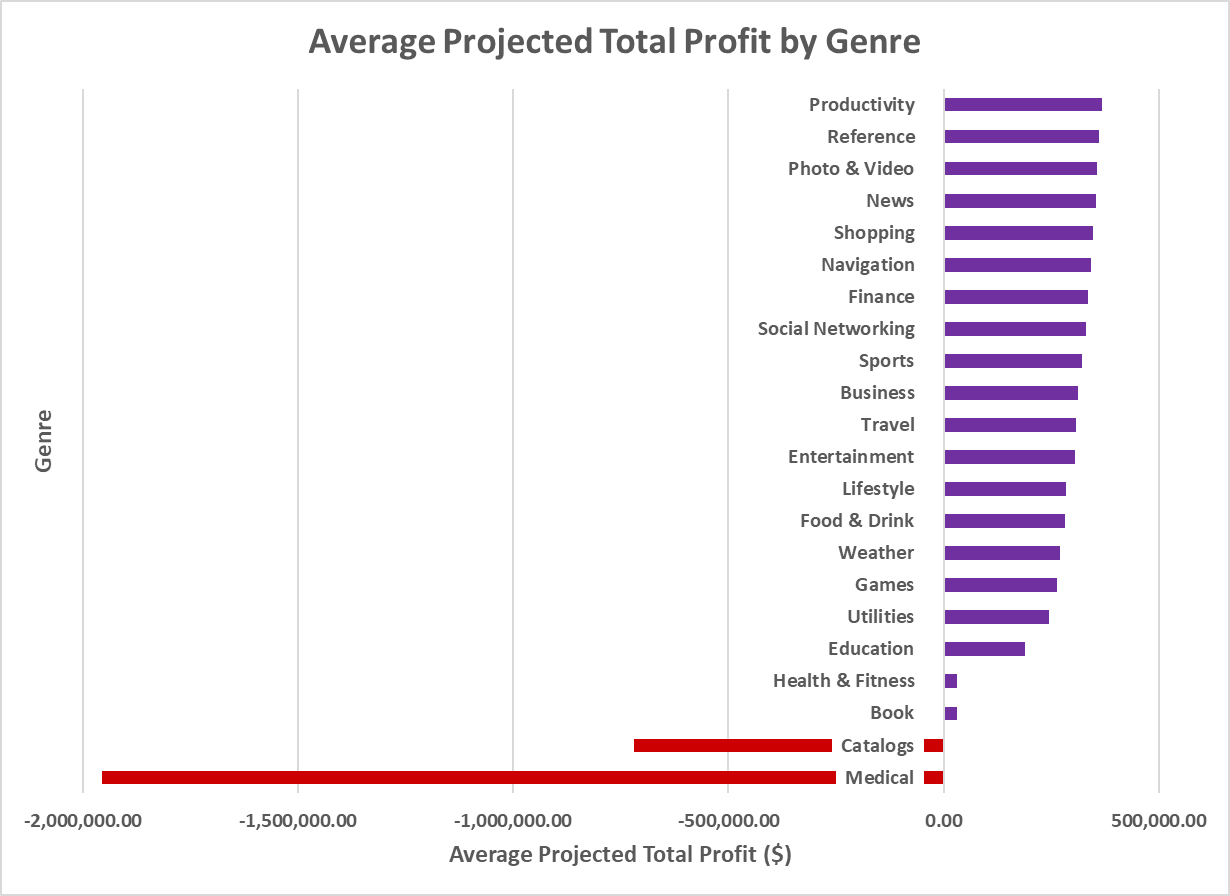 Average Projected Total Profit by Genre
Genre
Productivity
Reference
Photo & Video
News
Shopping
Navigation
Finance
Social Networking
Sports
Business
Travel
Entertainment
Lifestyle
Food & Drink
Weather
Games
Utilities
Education
Health & Fitness
Book
Catalogs
Medical
-2,000,000.00 -1,500,000.00 -1,000,000.00 -500,000.00 0.00 500,000.00
Average Projected Total Profit ($)